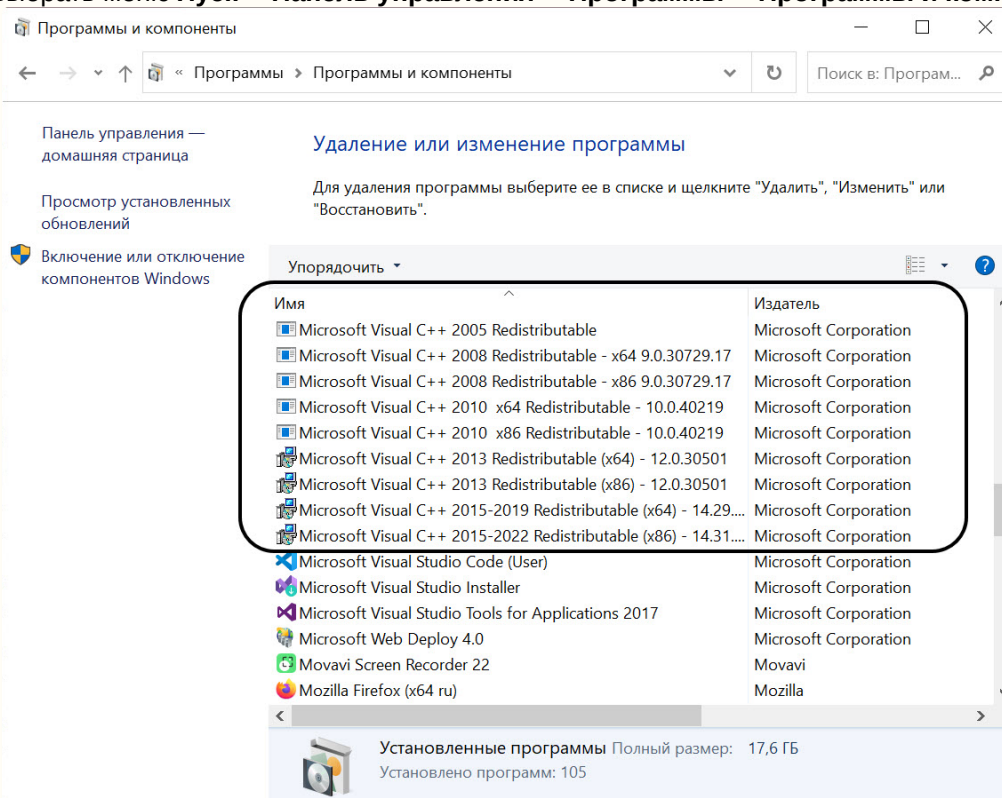 Программы и компоненты
« Программы > Программы и компоненты
Поиск в: Програм...
Панель управления —
домашняя страница
Просмотр установленных
обновлений
Включение или отключение
компонентов Windows
Удаление или изменение программы
Для удаления программы выберите ее в списке и щелкните "Удалить", "Изменить" или
"Восстановить".
Упорядочить
Имя Издатель
Microsoft Visual C++ 2005 Redistributable Microsoft Corporation
Microsoft Visual C++ 2008 Redistributable - x64 9.0.30729.17 Microsoft Corporation
Microsoft Visual C++ 2008 Redistributable - x86 9.0.30729.17 Microsoft Corporation
Microsoft Visual C++ 2010 x64 Redistributable - 10.0.40219 Microsoft Corporation
Microsoft Visual C++ 2010 x86 Redistributable - 10.0.40219 Microsoft Corporation
Microsoft Visual C++ 2013 Redistributable (x64) - 12.0.30501 Microsoft Corporation
Microsoft Visual C++ 2013 Redistributable (x86) - 12.0.30501 Microsoft Corporation
Microsoft Visual C++ 2015-2019 Redistributable (x64) - 14.29.... Microsoft Corporation
Microsoft Visual C++ 2015-2022 Redistributable (x86) - 14.31.... Microsoft Corporation
Microsoft Visual Studio Code (User) Microsoft Corporation
Microsoft Visual Studio Installer Microsoft Corporation
Microsoft Visual Studio Tools for Applications 2017 Microsoft Corporation
Microsoft Web Deploy 4.0 Microsoft Corporation
Movavi Screen Recorder 22 Movavi
Mozilla Firefox (x64 ru) Mozilla
Установленные программы Полный размер: 17,6 ГБ
Установлено программ: 105